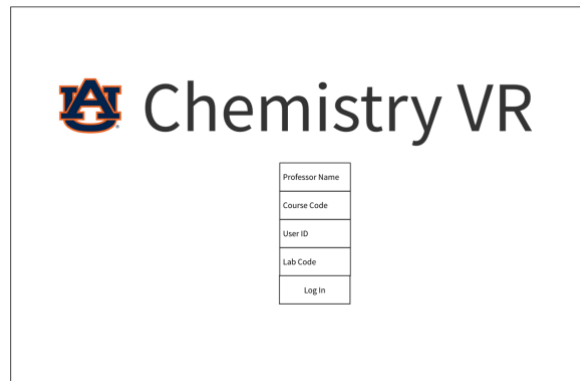 AU Chemistry VR
Professor Name
Course Code
User ID
Lab Code
Log In